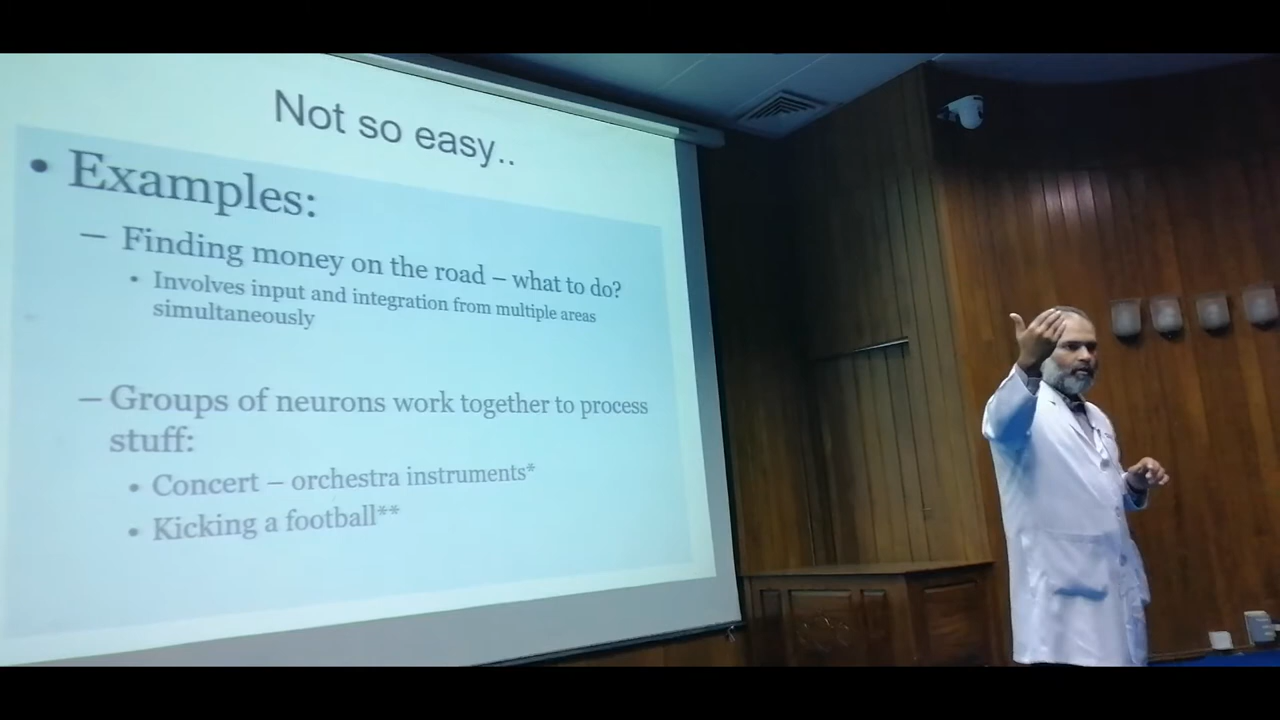 Not so easy..
• Examples:
– Finding money on the road – what to do?
• Involves input and integration from multiple areas
simultaneously
– Groups of neurons work together to process
stuff:
• Concert – orchestra instruments*
• Kicking a football**